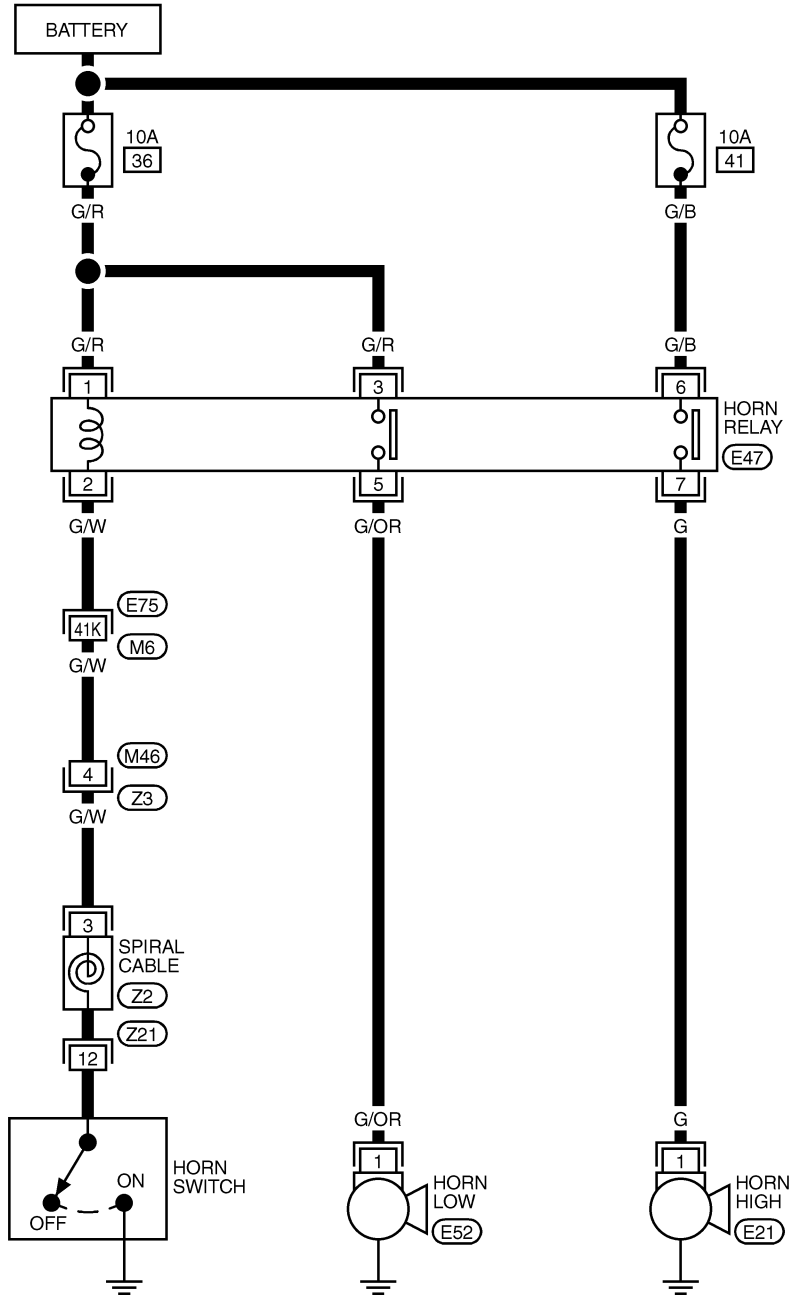 BATTERY
10A
36
10A
41
G/R
G/B
G/R
G/R
G/B
1
3
6
HORN
RELAY
E47
2
5
7
G/W
G/OR
G
E75
41K
M6
G/W
M46
4
Z3
G/W
3
SPIRAL
CABLE
Z2
Z21
12
G/OR
G
1
1
HORN
SWITCH
ON
OFF
HORN
LOW
E52
HORN
HIGH
E21